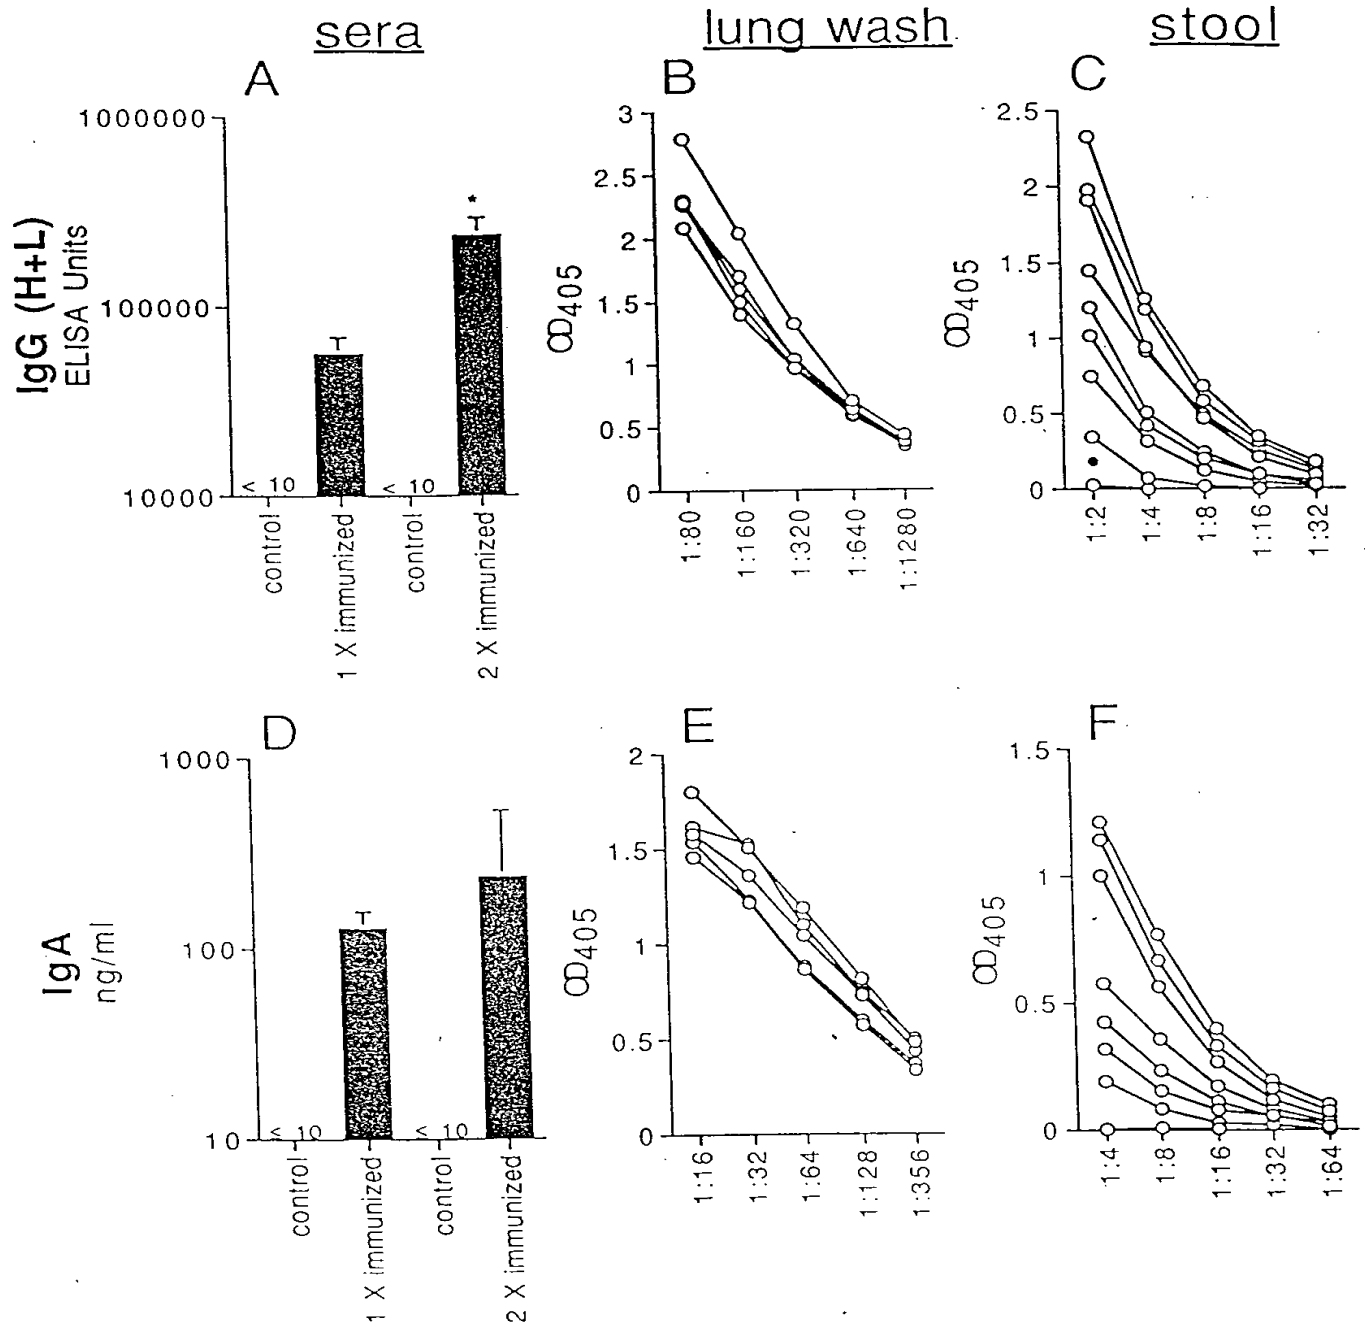 sera
lung wash
stool
A
IgG (H+L)
ELISA Units
1000000
100000
10000
< 10
< 10
*
control
1 X immunized
control
2 X immunized
B
OD405
3
2.5
2
1.5
1
0.5
0
1:80
1:160
1:320
1:640
1:1280
C
OD405
2.5
2
1.5
1
0.5
0
1:2
1:4
1:8
1:16
1:32
D
IgA
ng/ml
1000
100
10
< 10
< 10
control
1 X immunized
control
2 X immunized
E
OD405
2
1.5
1
0.5
0
1:16
1:32
1:64
1:128
1:356
F
OD405
1.5
1
0.5
0
1:4
1:8
1:16
1:32
1:64